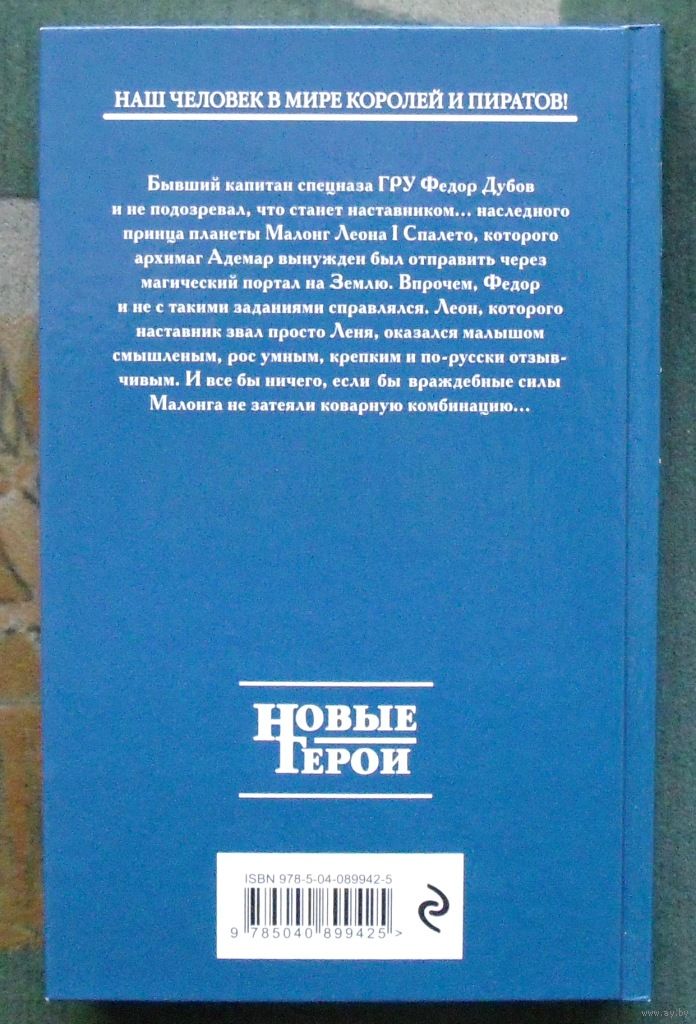 НАШ ЧЕЛОВЕК В МИРЕ КОРОЛЕЙ И ПИРАТОВ!
Бывший капитан спецназа ГРУ Федор Дубов
и не подозревал, что станет наставником... наследного
принца планеты Малонг Леона I Спалето, которого
архимаг Адемар вынужден был отправить через
магический портал на Землю. Впрочем, Федор
и не с такими заданиями справлялся. Леон, которого
наставник звал просто Леня, оказался малышом
смышленым, рос умным, крепким и по-русски отзыв-
чивым. И все бы ничего, если бы враждебные силы
Малонга не затеяли коварную комбинацию...
НОВЫЕ
ГЕРОИ
ISBN 978-5-04-089942-5
9 785040 899425 >
www.ay.by